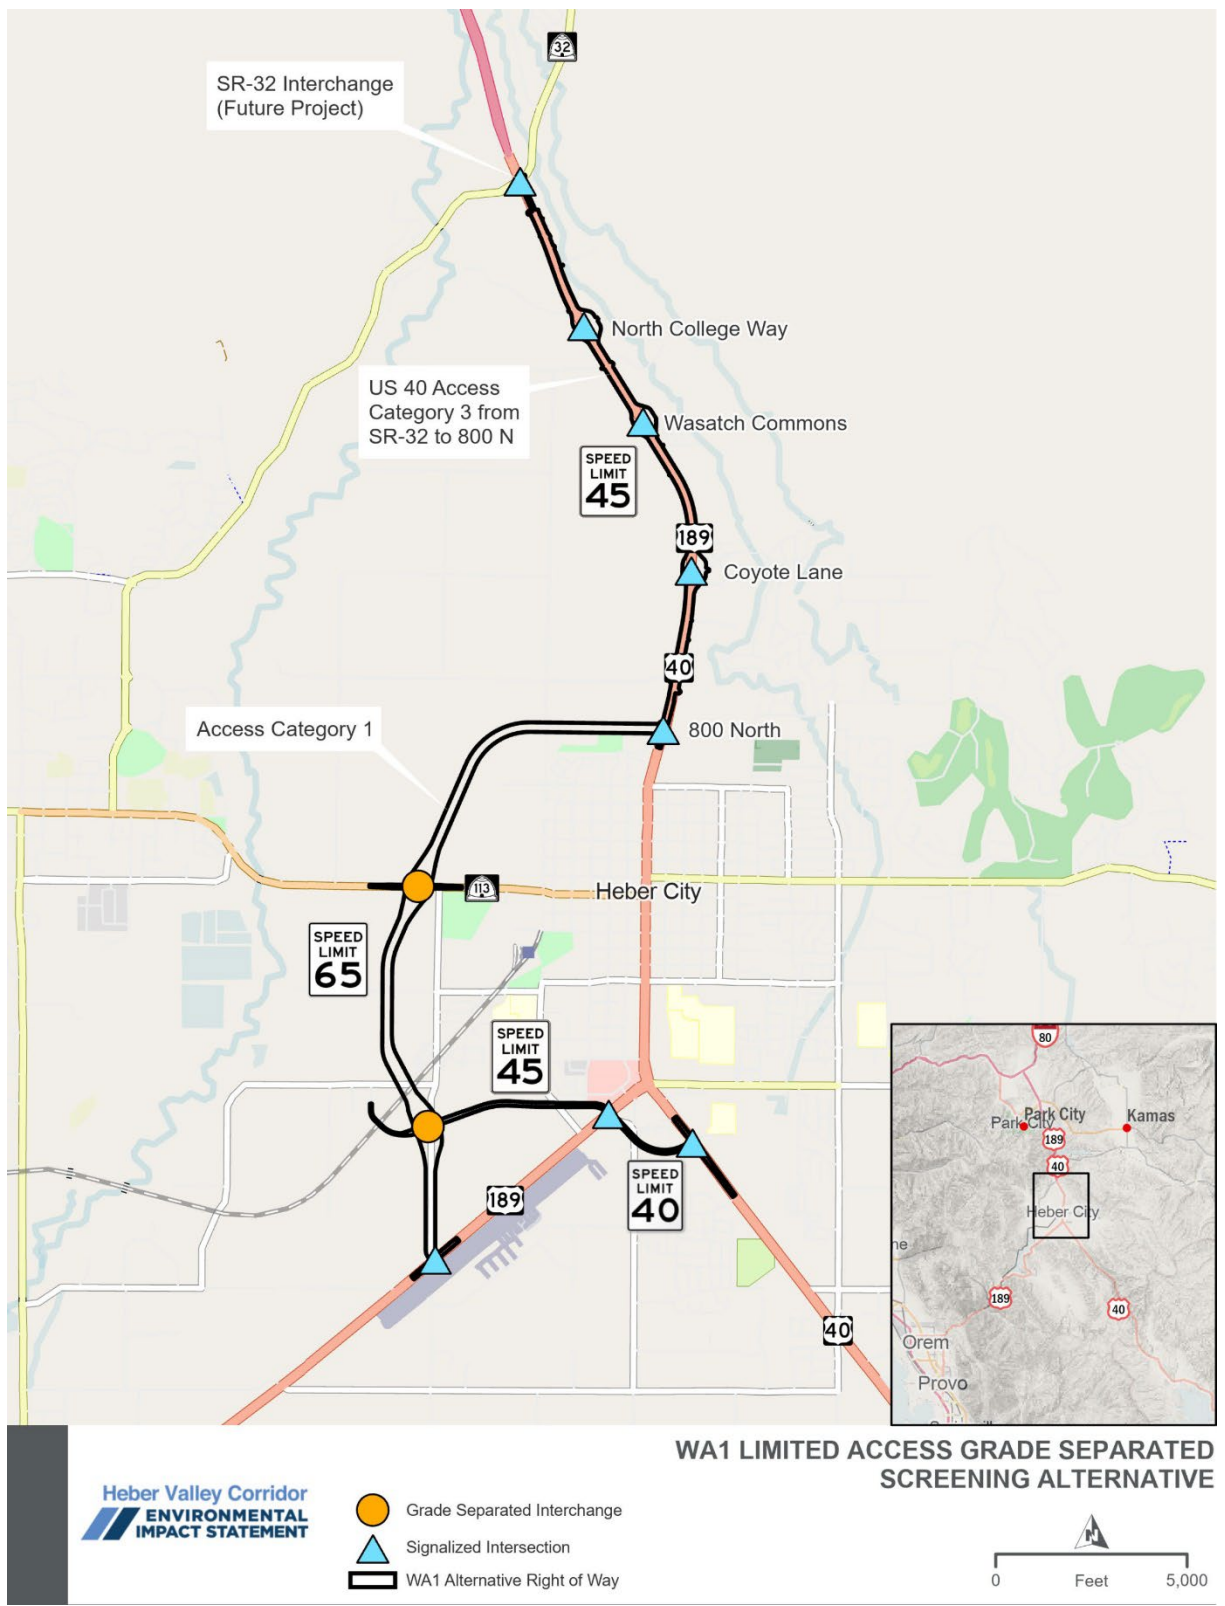 32
SR-32 Interchange
(Future Project)
North College Way
US 40 Access
Category 3 from
SR-32 to 800 N
Wasatch Commons
SPEED
LIMIT
45
189
Coyote Lane
40
Access Category 1
800 North
113
Heber City
SPEED
LIMIT
65
SPEED
LIMIT
45
SPEED
LIMIT
40
189
40
80
Park City
Park City
Kamas
189
40
Heber City
ne
189
40
Orem
Provo
WA1 LIMITED ACCESS GRADE SEPARATED
SCREENING ALTERNATIVE
Heber Valley Corridor
ENVIRONMENTAL
IMPACT STATEMENT
Grade Separated Interchange
Signalized Intersection
WA1 Alternative Right of Way
N
0 Feet 5,000